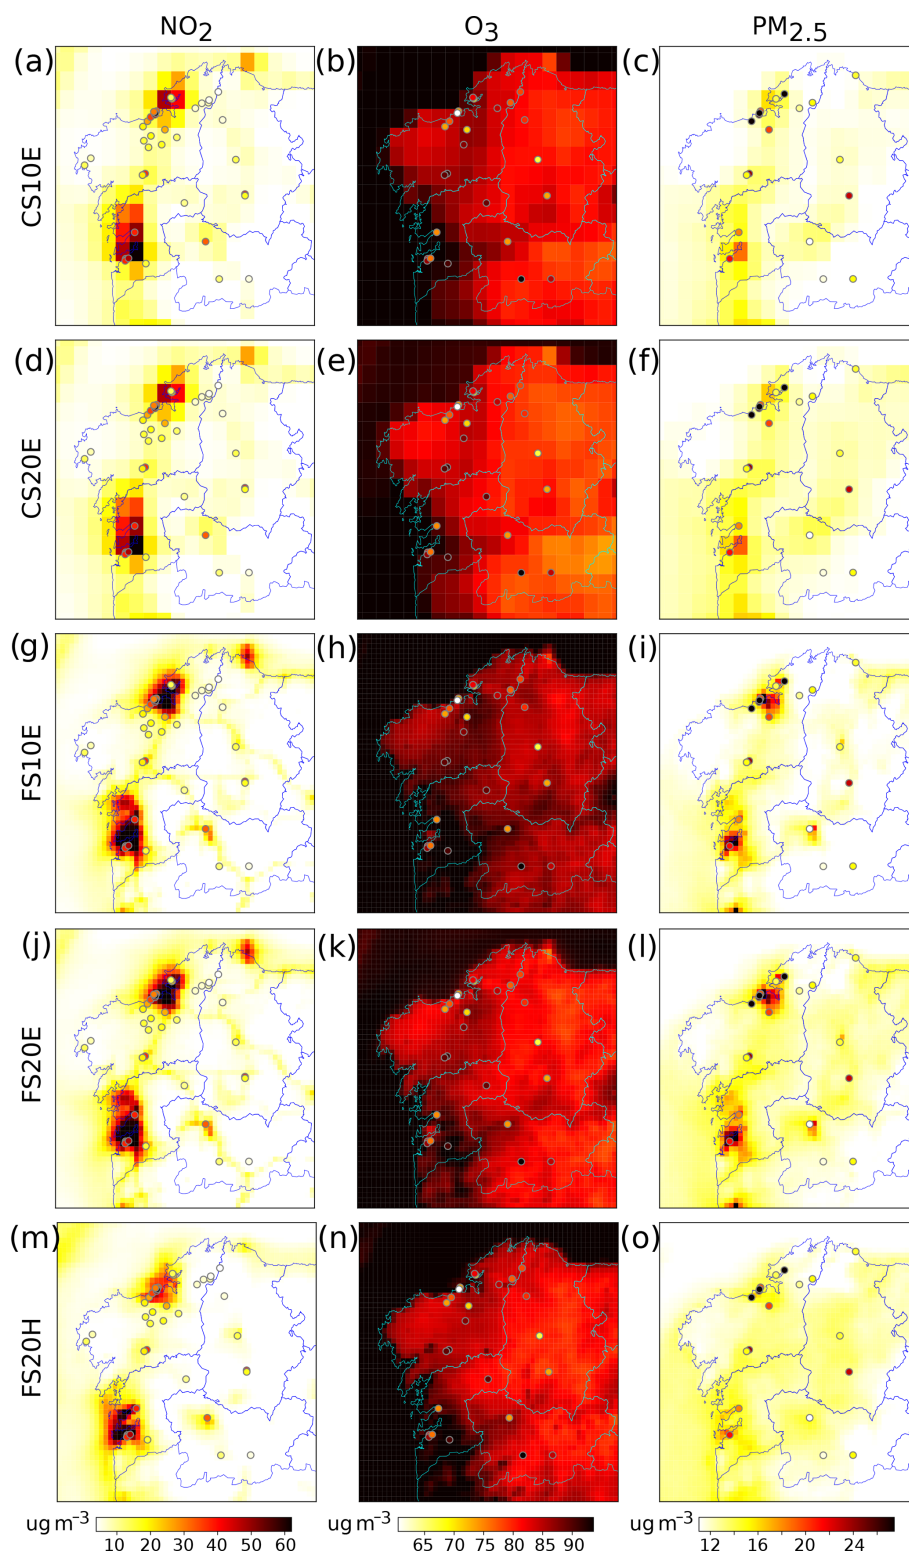 NO2 O3 PM2.5
(a) (b) (c)
CS10E
(d) (e) (f)
CS20E
(g) (h) (i)
FS10E
(j) (k) (l)
FS20E
(m) (n) (o)
FS20H
ug m−3 ug m−3 ug m−3
10 20 30 40 50 60 65 70 75 80 85 90 12 16 20 24